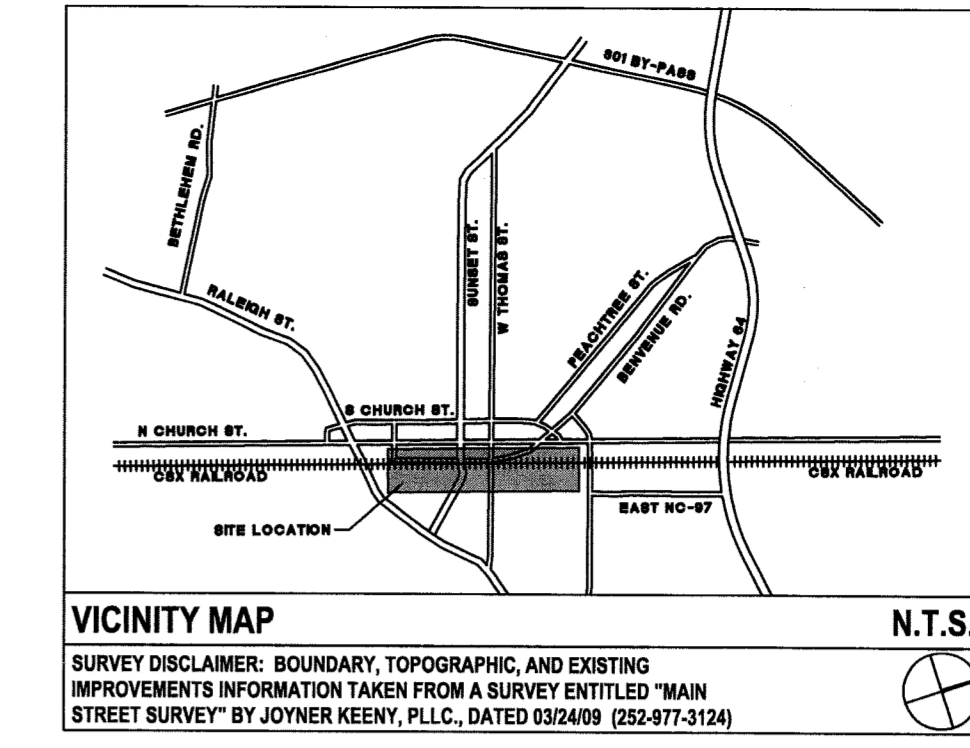 301 BY-PASS
BETHLEHEM RD.
SUNSET ST.
W THOMAS ST.
RALEIGH ST.
PEACHTREE ST.
BENVENUE RD.
HIGHWAY 64
S CHURCH ST.
N CHURCH ST.
CSX RAILROAD
CSX RAILROAD
EAST NC-97
SITE LOCATION
VICINITY MAP
N.T.S.
SURVEY DISCLAIMER: BOUNDARY, TOPOGRAPHIC, AND EXISTING
IMPROVEMENTS INFORMATION TAKEN FROM A SURVEY ENTITLED "MAIN
STREET SURVEY" BY JOYNER KEENY, PLLC., DATED 03/24/09 (252-977-3124)